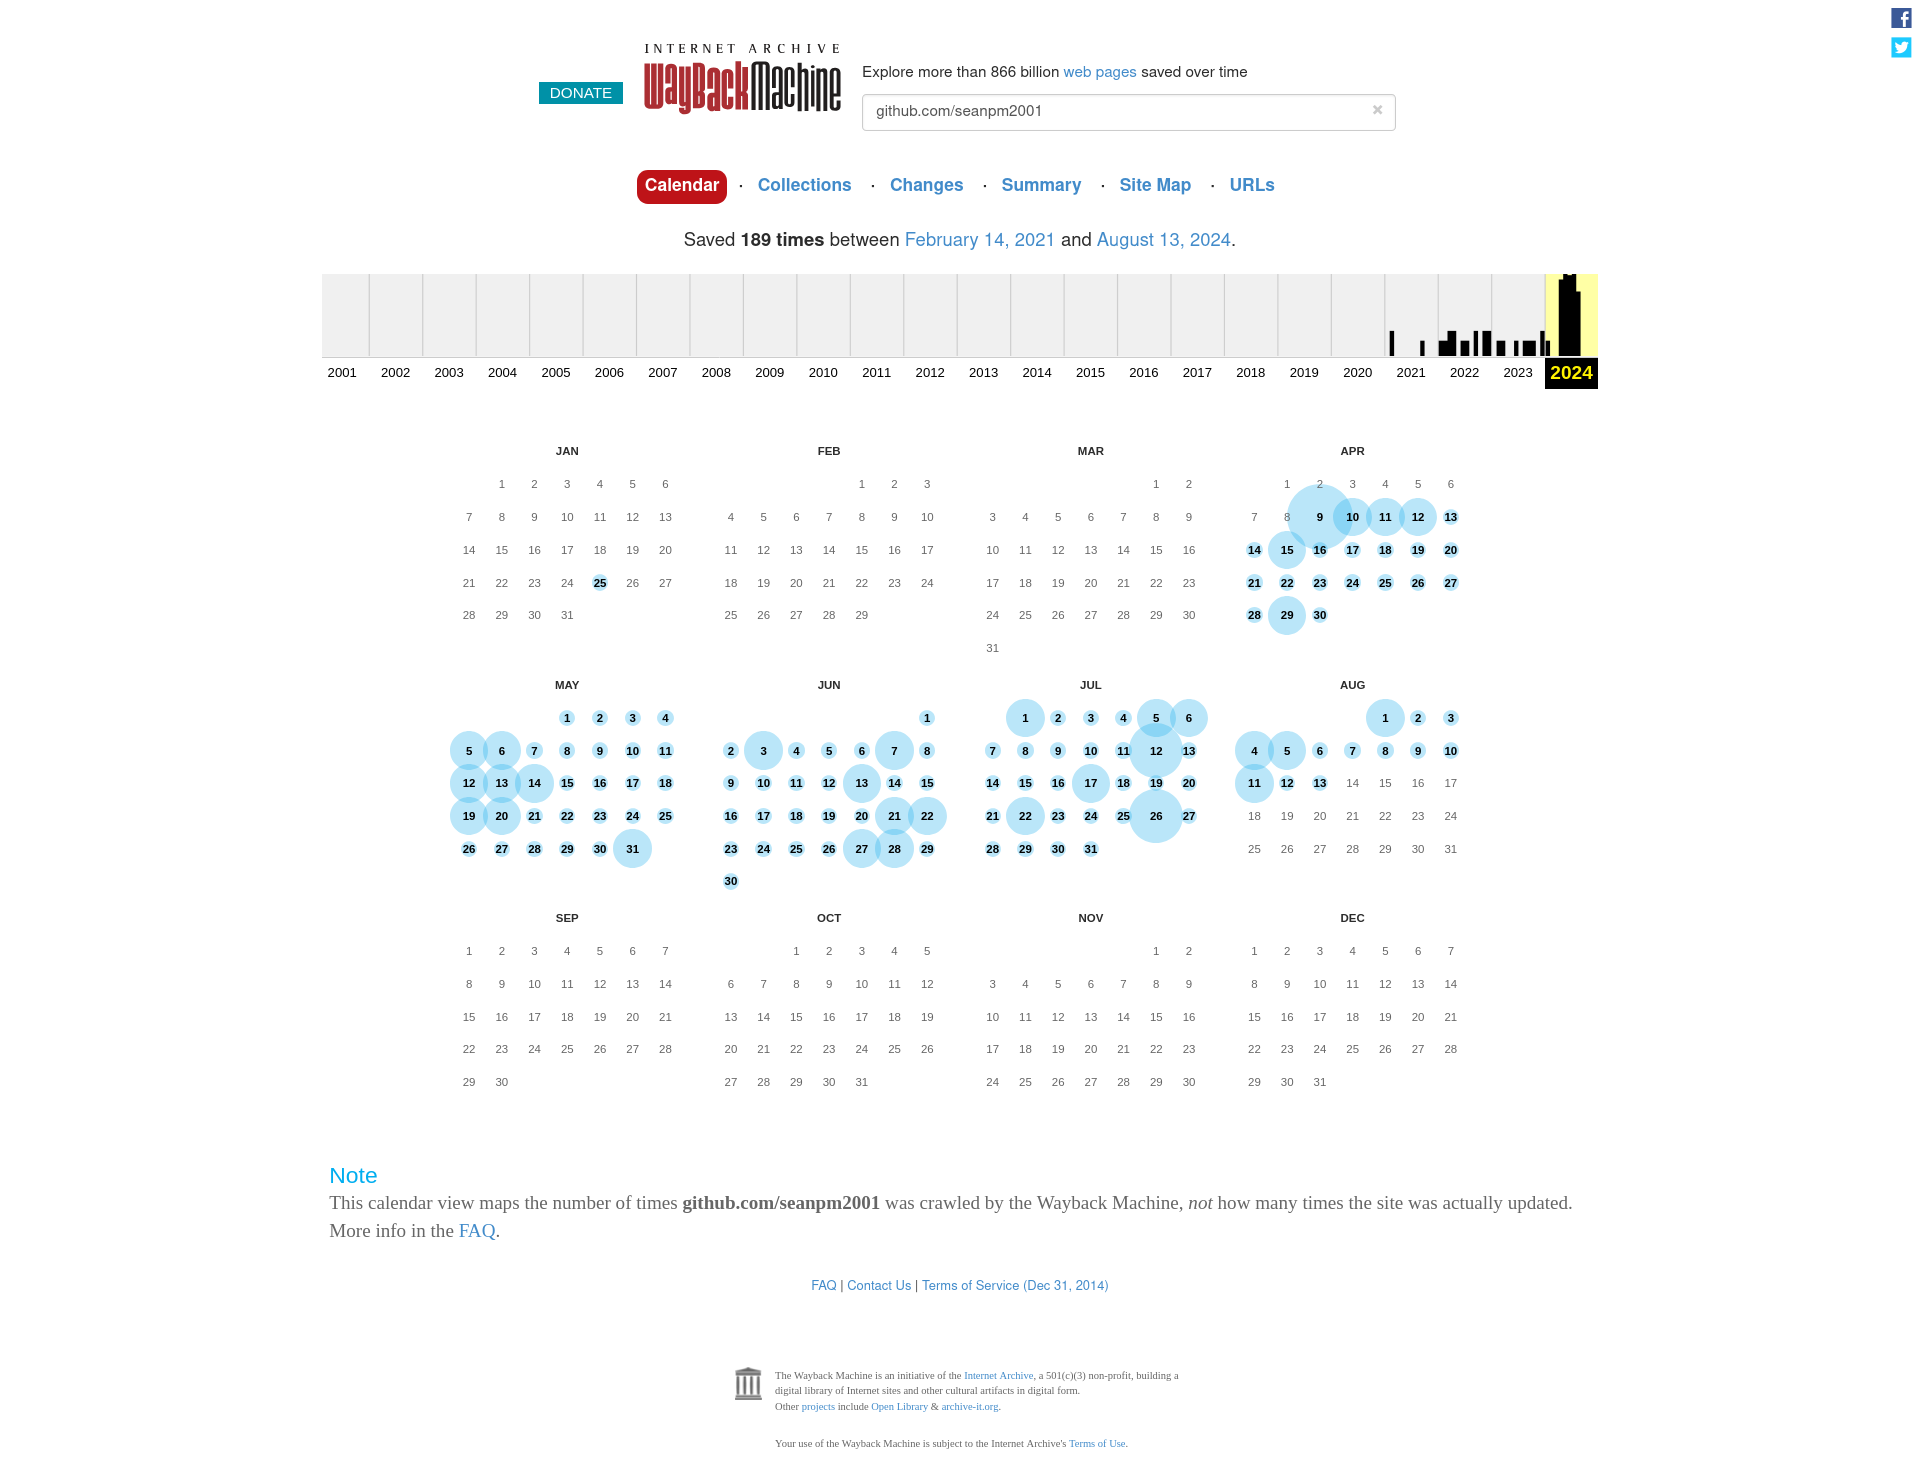 INTERNET ARCHIVE
WayBackMachine
DONATE
Explore more than 866 billion web pages saved over time
github.com/seanpm2001
Calendar · Collections · Changes · Summary · Site Map · URLs
Saved 189 times between February 14, 2021 and August 13, 2024.
2001 2002 2003 2004 2005 2006 2007 2008 2009 2010 2011 2012 2013 2014 2015 2016 2017 2018 2019 2020 2021 2022 2023 2024
JAN
1 2 3 4 5 6
7 8 9 10 11 12 13
14 15 16 17 18 19 20
21 22 23 24 25 26 27
28 29 30 31
FEB
1 2 3
4 5 6 7 8 9 10
11 12 13 14 15 16 17
18 19 20 21 22 23 24
25 26 27 28 29
MAR
1 2
3 4 5 6 7 8 9
10 11 12 13 14 15 16
17 18 19 20 21 22 23
24 25 26 27 28 29 30
31
APR
1 2 3 4 5 6
7 8 9 10 11 12 13
14 15 16 17 18 19 20
21 22 23 24 25 26 27
28 29 30
MAY
1 2 3 4
5 6 7 8 9 10 11
12 13 14 15 16 17 18
19 20 21 22 23 24 25
26 27 28 29 30 31
JUN
1
2 3 4 5 6 7 8
9 10 11 12 13 14 15
16 17 18 19 20 21 22
23 24 25 26 27 28 29
30
JUL
1 2 3 4 5 6
7 8 9 10 11 12 13
14 15 16 17 18 19 20
21 22 23 24 25 26 27
28 29 30 31
AUG
1 2 3
4 5 6 7 8 9 10
11 12 13 14 15 16 17
18 19 20 21 22 23 24
25 26 27 28 29 30 31
SEP
1 2 3 4 5 6 7
8 9 10 11 12 13 14
15 16 17 18 19 20 21
22 23 24 25 26 27 28
29 30
OCT
1 2 3 4 5
6 7 8 9 10 11 12
13 14 15 16 17 18 19
20 21 22 23 24 25 26
27 28 29 30 31
NOV
1 2
3 4 5 6 7 8 9
10 11 12 13 14 15 16
17 18 19 20 21 22 23
24 25 26 27 28 29 30
DEC
1 2 3 4 5 6 7
8 9 10 11 12 13 14
15 16 17 18 19 20 21
22 23 24 25 26 27 28
29 30 31
Note
This calendar view maps the number of times github.com/seanpm2001 was crawled by the Wayback Machine, not how many times the site was actually updated.
More info in the FAQ.
FAQ | Contact Us | Terms of Service (Dec 31, 2014)
The Wayback Machine is an initiative of the Internet Archive, a 501(c)(3) non-profit, building a
digital library of Internet sites and other cultural artifacts in digital form.
Other projects include Open Library & archive-it.org.
Your use of the Wayback Machine is subject to the Internet Archive's Terms of Use.